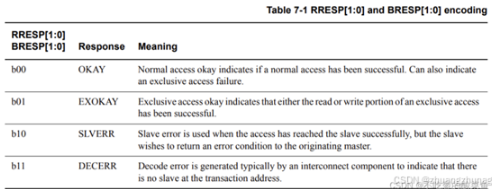 Table 7-1 RRESP[1:0] and BRESP[1:0] encoding
RRESP[1:0]
BRESP[1:0] Response Meaning
b00 OKAY Normal access okay indicates if a normal access has been successful. Can also indicate
an exclusive access failure.
b01 EXOKAY Exclusive access okay indicates that either the read or write portion of an exclusive access
has been successful.
b10 SLVERR Slave error is used when the access has reached the slave successfully, but the slave
wishes to return an error condition to the originating master.
b11 DECERR Decode error is generated typically by an interconnect component to indicate that there
is no slave at the transaction address.
CSDN